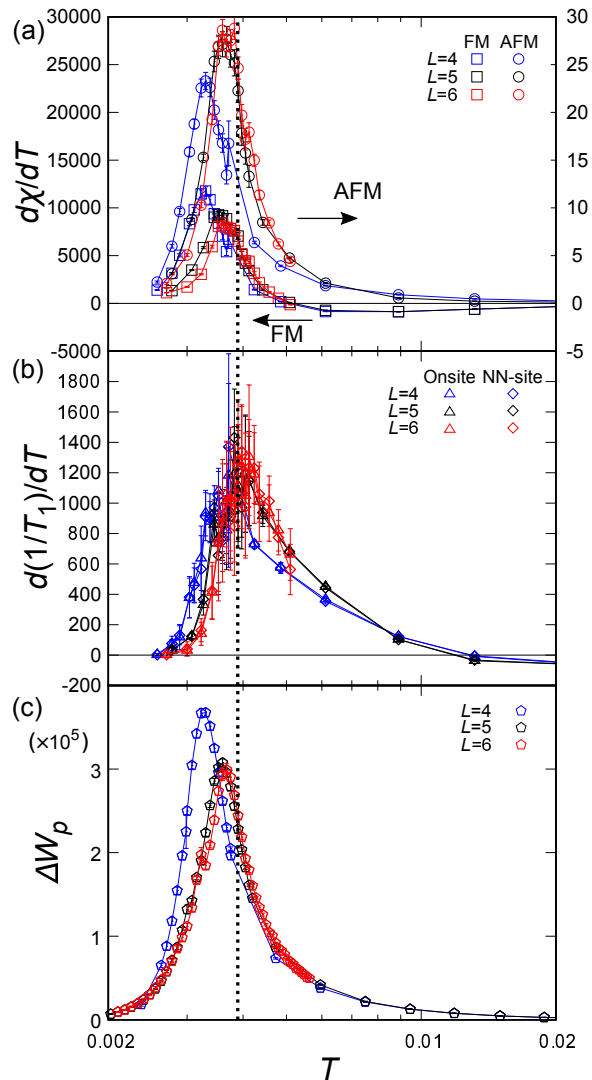 (a)
30000
25000
20000
15000
10000
5000
0
-5000
30
25
20
15
10
5
0
-5
FM AFM
L=4
L=5
L=6
AFM
FM
dχ/dT
(b)
1800
1600
1400
1200
1000
800
600
400
200
0
-200
Onsite NN-site
L=4
L=5
L=6
d(1/T1)/dT
(c)
(×10⁵)
L=4
L=5
L=6
3
2
1
0
ΔWp
0.002
0.01
0.02
T